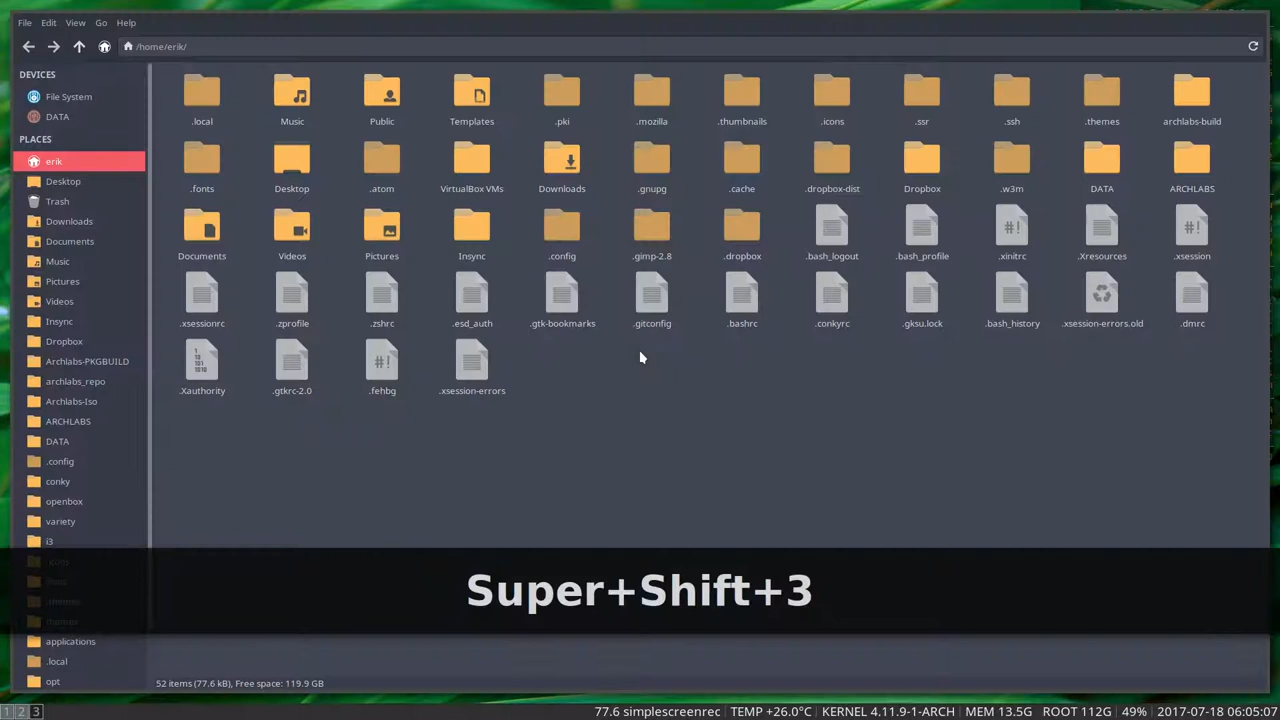 File Edit View Go Help
/home/erik/
DEVICES
File System
DATA
PLACES
erik
Desktop
Trash
Downloads
Documents
Music
Pictures
Videos
Insync
Dropbox
Archlabs-PKGBUILD
archlabs_repo
Archlabs-Iso
ARCHLABS
DATA
.config
conky
openbox
variety
i3
.icons
.themes
themes
applications
.local
opt
.local Music Public Templates .pki .mozilla .thumbnails .icons .ssr .ssh .themes archlabs-build
.fonts Desktop .atom VirtualBox VMs Downloads .gnupg .cache .dropbox-dist Dropbox .w3m DATA ARCHLABS
Documents Videos Pictures Insync .config .gimp-2.8 .dropbox .bash_logout .bash_profile .xinitrc .Xresources .xsession
.xsessionrc .zprofile .zshrc .esd_auth .gtk-bookmarks .gitconfig .bashrc .conkyrc .gksu.lock .bash_history .xsession-errors.old .dmrc
.Xauthority .gtkrc-2.0 .fehbg .xsession-errors
Super+Shift+3
52 items (77.6 kB), Free space: 119.9 GB
1 2 3
77.6 simplescreenrec TEMP +26.0°C KERNEL 4.11.9-1-ARCH MEM 13.5G ROOT 112G 49% 2017-07-18 06:05:07